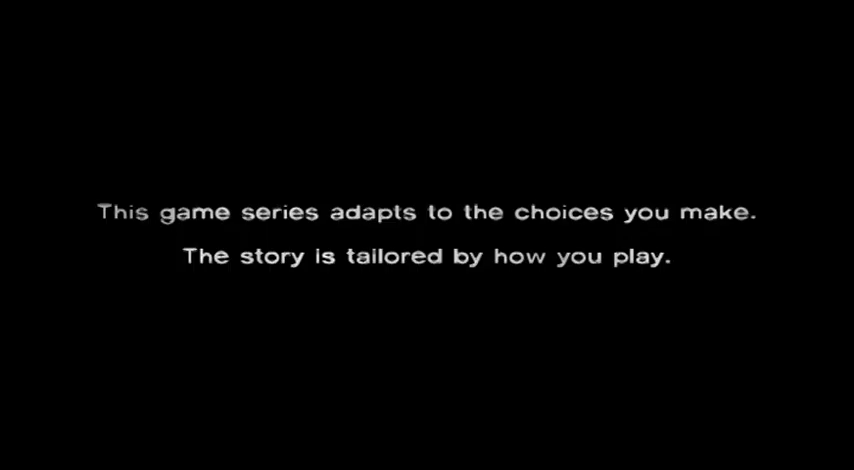 This game series adapts to the choices you make.
The story is tailored by how you play.